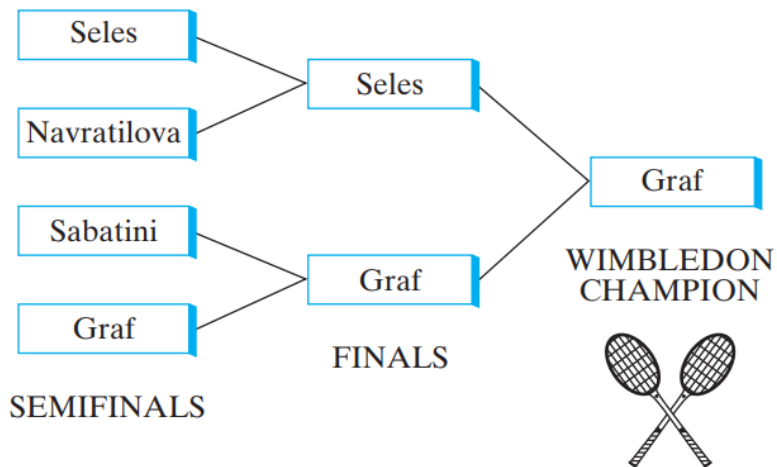 Seles
Navratilova
Sabatini
Graf
SEMIFINALS
Seles
Graf
FINALS
Graf
WIMBLEDON
CHAMPION